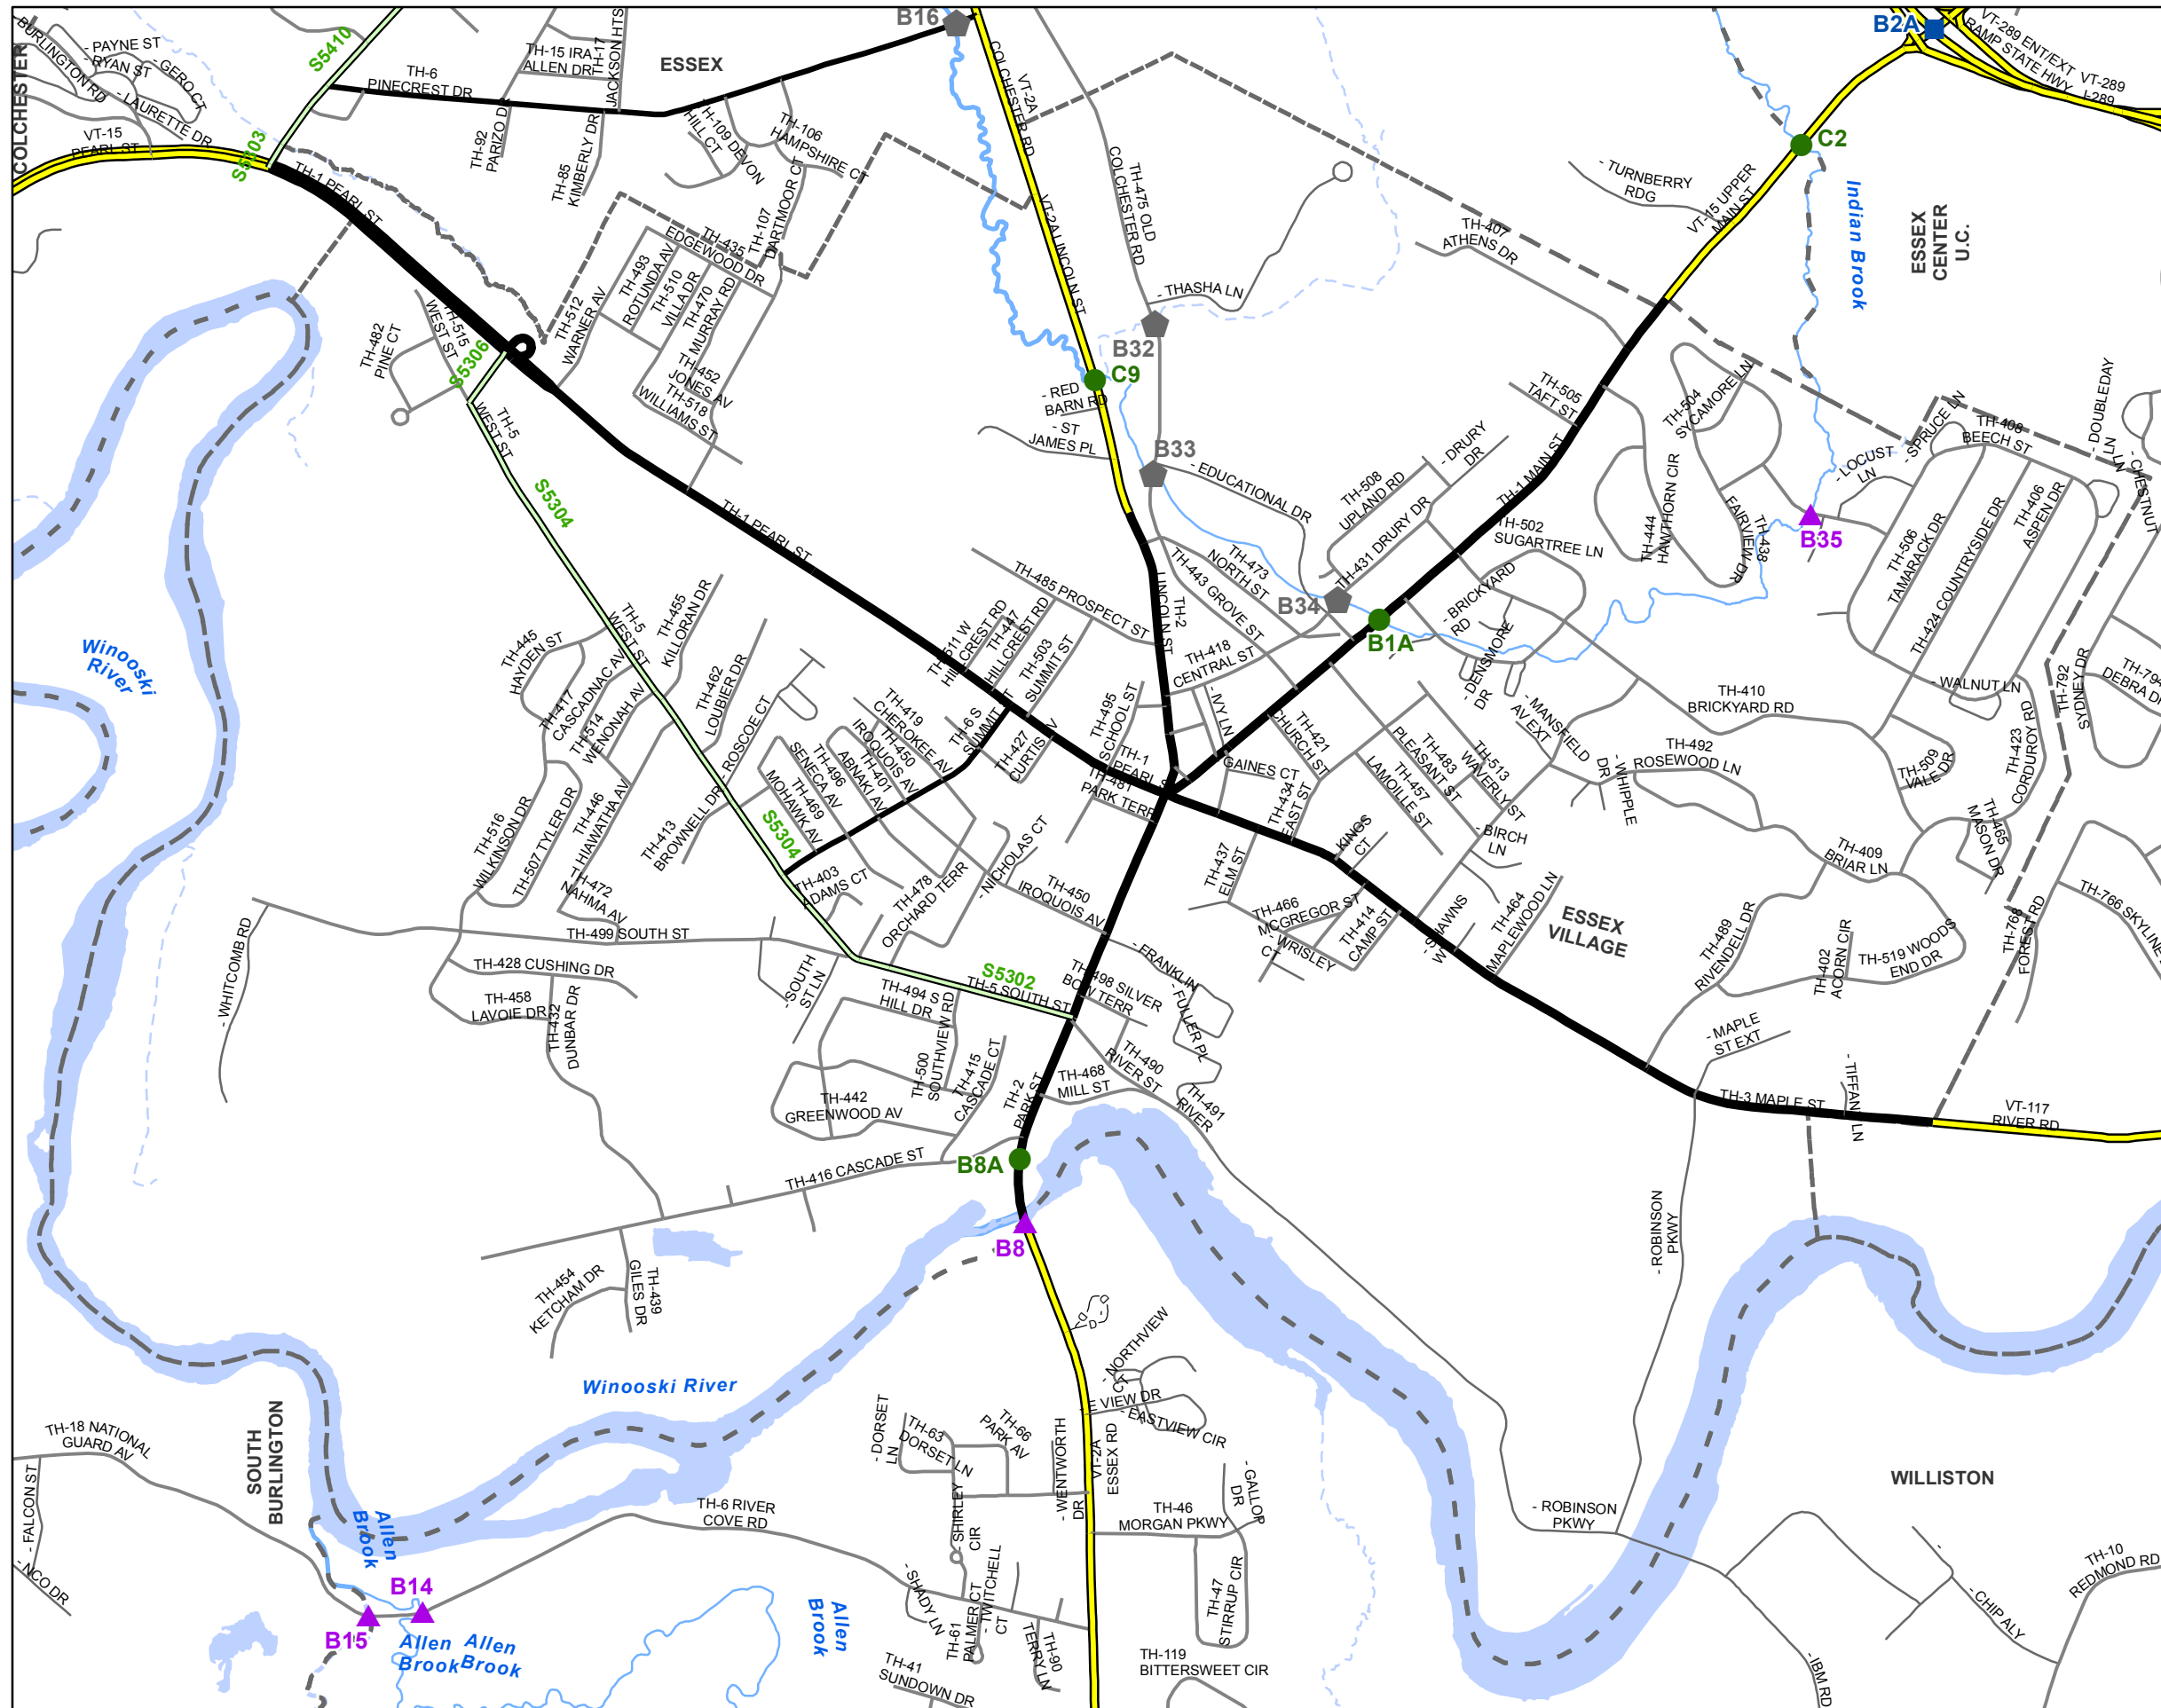 B16
B2A
BURLINGTON RD
- PAYNE ST
- RYAN ST
- GERO CT
- LAURETTE DR
COLCHESTER
VT-15
PEARL ST
S5410
S5303
TH-6
PINECREST DR
TH-15 IRA
ALLEN DR
TH-17
JACKSON HTS
ESSEX
TH-92
PARIZO DR
TH-85
KIMBERLY DR
TH-109 DEVON
HILL CT
TH-106
HAMPSHIRE CT
TH-107
DARTMOOR CT
VT-2A
COLCHESTER RD
TH-475 OLD
COLCHESTER RD
VT-2A LINCOLN ST
- THASHA LN
VT-289 ENT/EXT
RAMP STATE HWY
VT-289
I-289
C2
- TURNBERRY
RDG
VT-15 UPPER
MAIN ST
Indian Brook
ESSEX
CENTER
U.C.
TH-407
ATHENS DR
TH-1 PEARL ST
TH-435
EDGEWOOD DR
TH-493
ROTUNDA AV
TH-510
VILLA DR
TH-470
MURRAY RD
TH-512
WARNER AV
TH-452
JONES AV
TH-518
WILLIAMS ST
TH-482
PINE CT
TH-515
WEST ST
S5306
TH-5
WEST ST
S5304
B32
C9
- RED
BARN RD
- ST
JAMES PL
B33
- EDUCATIONAL DR
TH-508
UPLAND RD
- DRURY
DR
TH-431 DRURY DR
TH-505
TAFT ST
TH-1 MAIN ST
TH-504
SYCAMORE LN
TH-444
HAWTHORN CIR
TH-438
FAIRVIEW DR
- LOCUST
LN
- SPRUCE LN
TH-408
BEECH ST
- DOUBLEDAY
LN
- CHESTNUT
LN
B35
TH-506
TAMARACK DR
TH-424 COUNTRYSIDE DR
TH-406
ASPEN DR
TH-502
SUGARTREE LN
- BRICKYARD
RD
B34
B1A
TH-473
NORTH ST
TH-443 GROVE ST
TH-2
LINCOLN ST
TH-418
CENTRAL ST
- IVY LN
TH-1 PEARL ST
TH-485 PROSPECT ST
TH-511 W
HILLCREST RD
TH-447
HILLCREST RD
TH-503
SUMMIT ST
TH-6 S
SUMMIT ST
TH-427
CURTIS AV
TH-495
SCHOOL ST
TH-1
PEARL ST
TH-481
PARK TERR
TH-5
WEST ST
TH-455
KILLORAN DR
TH-445
HAYDEN ST
TH-417
CASCADNAC AV
TH-514
WENONAH AV
TH-462
LOUBIER DR
- ROSCOE CT
TH-419
CHEROKEE AV
TH-450
IROQUOIS AV
TH-401
ABNAKI AV
TH-496
SENECA AV
TH-469
MOHAWK AV
TH-446
HIAWATHA AV
TH-413
BROWNELL DR
S5304
TH-516
WILKINSON DR
TH-507 TYLER DR
TH-472
NAHMA AV
TH-403
ADAMS CT
TH-478
ORCHARD TERR
- NICHOLAS CT
TH-450
IROQUOIS AV
TH-421
CHURCH ST
GAINES CT
TH-434
EAST ST
TH-437
ELM ST
KINGS
CT
TH-483
PLEASANT ST
TH-457
LAMOILLE ST
TH-513
WAVERLY ST
- BIRCH
LN
- DENSMORE
DR
- MANSFIELD
AV EXT
- WHIPPLE
DR
TH-492
ROSEWOOD LN
TH-410
BRICKYARD RD
- WALNUT LN
TH-509
VALE DR
TH-423
CORDUROY RD
TH-465
MASON DR
TH-792
SYDNEY DR
TH-794
DEBRA DR
TH-409
BRIAR LN
TH-489
RIVENDELL DR
TH-402
ACORN CIR
TH-519 WOODS
END DR
TH-768
FOREST RD
TH-766 SKYLINE
ESSEX
VILLAGE
TH-466
MCGREGOR ST
- WRISLEY
CT
TH-414
CAMP ST
- SHAWNS
W
TH-464
MAPLEWOOD LN
- MAPLE
ST EXT
- TIFFAN LN
TH-3 MAPLE ST
VT-117
RIVER RD
Winooski
River
- WHITCOMB RD
TH-499 SOUTH ST
TH-428 CUSHING DR
TH-458
LAVOIE DR
TH-432
DUNBAR DR
- SOUTH
ST LN
S5302
TH-5 SOUTH ST
TH-494 S
HILL DR
TH-500
SOUTHVIEW RD
TH-415
CASCADE CT
TH-442
GREENWOOD AV
TH-416 CASCADE ST
TH-498 SILVER
BOW TERR
- FRANKLIN
- FULLER PL
TH-490
RIVER ST
TH-468
MILL ST
TH-491
RIVER
TH-2
PARK ST
B8A
B8
TH-454
KETCHAM DR
TH-439
GILES DR
Winooski River
- ROBINSON
PKWY
- NORTHVIEW
CT
- E VIEW DR
- EASTVIEW CIR
VT-2A
ESSEX RD
- WENTWORTH
DR
- DORSET
LN
TH-63
DORSET LN
TH-66
PARK AV
- SHIRLEY
CIR
TH-46
MORGAN PKWY
- GALLOP
DR
TH-47
STIRRUP CIR
TH-6 RIVER
COVE RD
- SHADY LN
TH-61
PALMER CT
- TWITCHELL
CT
TH-90
TERRY LN
TH-41
SUNDOWN DR
TH-119
BITTERSWEET CIR
TH-18 NATIONAL
GUARD AV
- FALCON ST
- NCO DR
SOUTH
BURLINGTON
Allen
Brook
B14
B15
Allen
Brook
Allen
Brook
Allen
Brook
WILLISTON
- ROBINSON
PKWY
- CHIP ALY
TH-10
REDMOND RD
- IBM RD